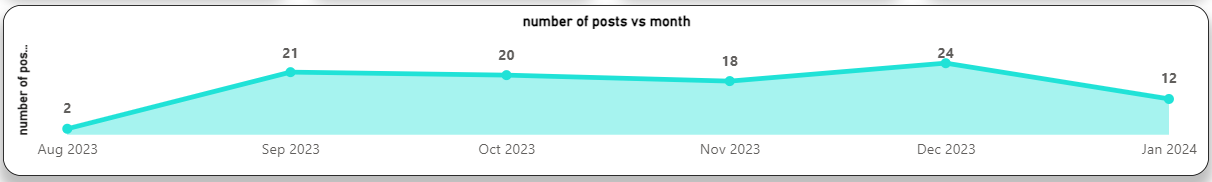 number of posts vs month
number of pos...
2
21
20
18
24
12
Aug 2023
Sep 2023
Oct 2023
Nov 2023
Dec 2023
Jan 2024